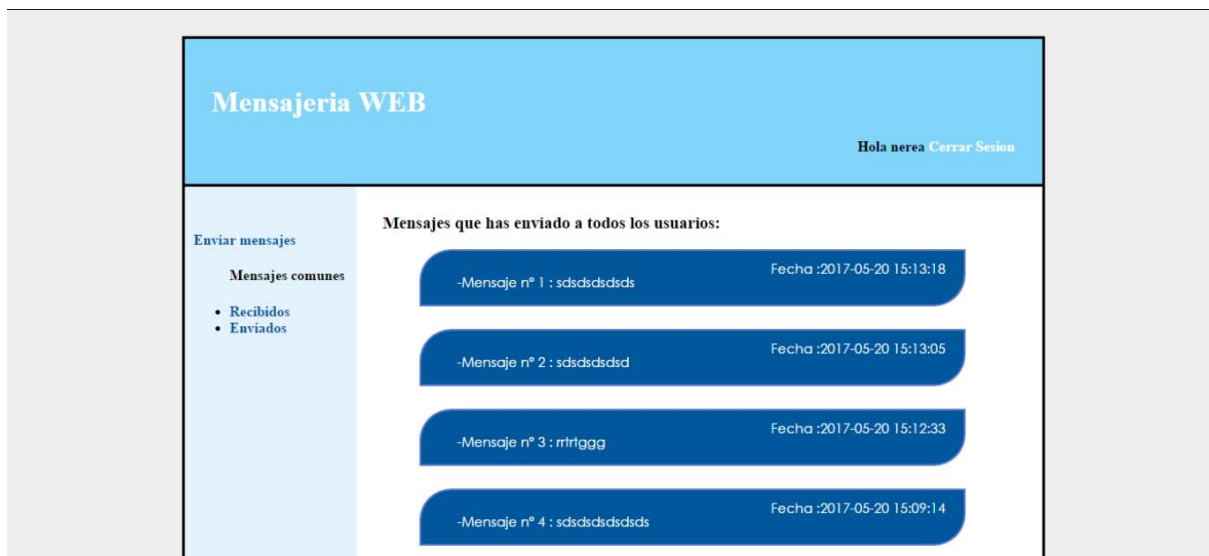 Mensajeria WEB
Hola nerea Cerrar Sesion
Enviar mensajes
Mensajes comunes
Recibidos
Enviados
Mensajes que has enviado a todos los usuarios:
Fecha :2017-05-20 15:13:18
-Mensaje nº 1 : sdsdsdsdsds
Fecha :2017-05-20 15:13:05
-Mensaje nº 2 : sdsdsdsdsd
Fecha :2017-05-20 15:12:33
-Mensaje nº 3 : rrtrtggg
Fecha :2017-05-20 15:09:14
-Mensaje nº 4 : sdsdsdsdsdsds